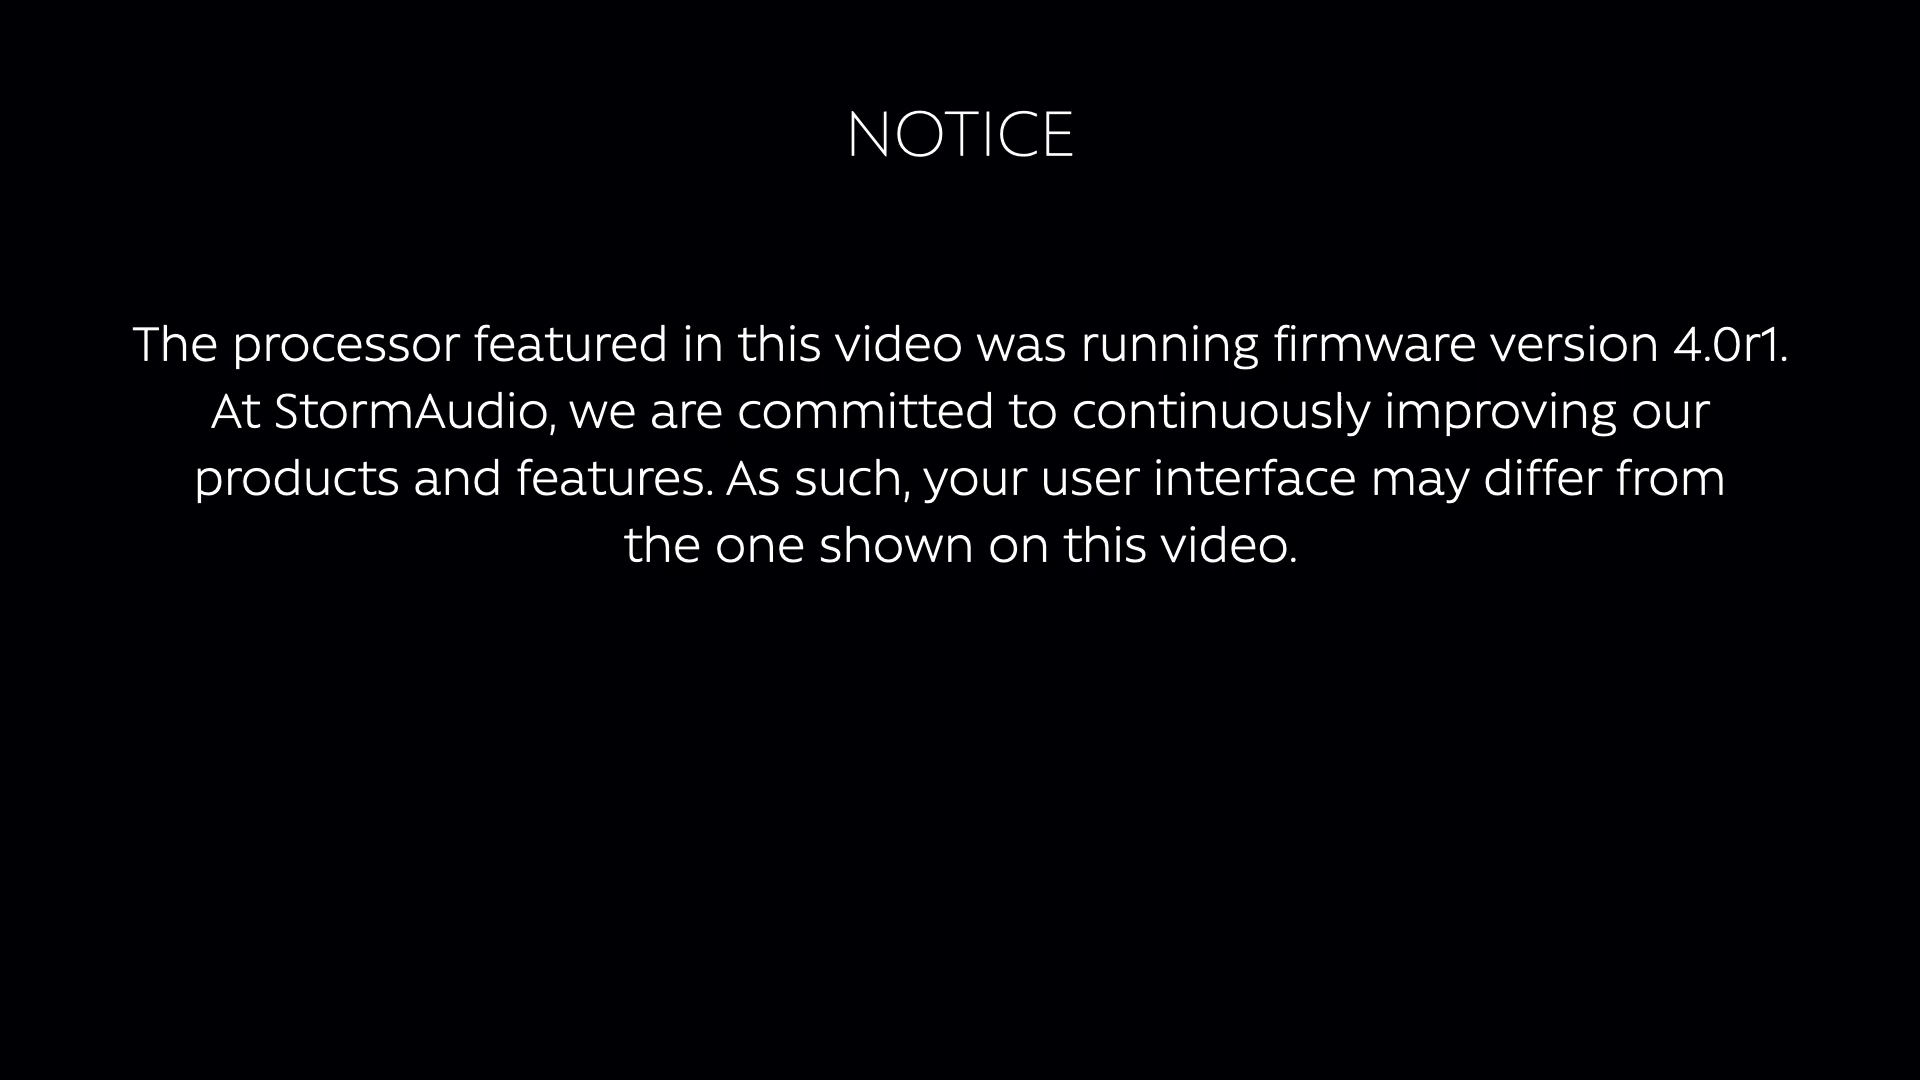 NOTICE
The processor featured in this video was running firmware version 4.0r1.
At StormAudio, we are committed to continuously improving our
products and features. As such, your user interface may differ from
the one shown on this video.